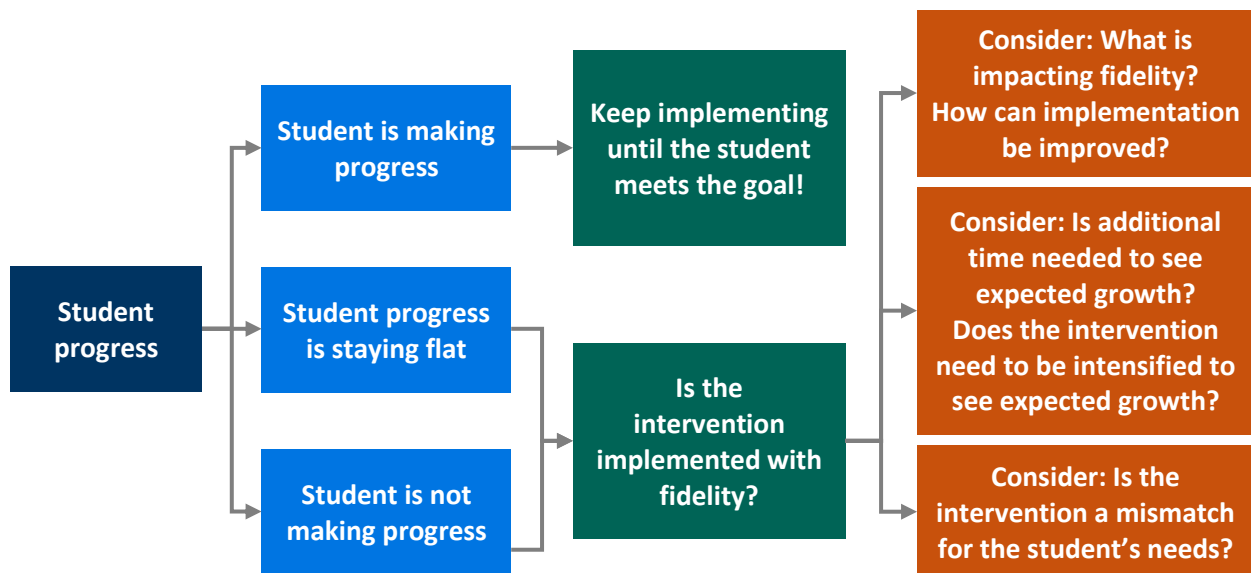 Student
progress
Student is making
progress
Student progress
is staying flat
Student is not
making progress
Keep implementing
until the student
meets the goal!
Is the
intervention
implemented with
fidelity?
Consider: What is
impacting fidelity?
How can implementation
be improved?
Consider: Is additional
time needed to see
expected growth?
Does the intervention
need to be intensified to
see expected growth?
Consider: Is the
intervention a mismatch
for the student’s needs?